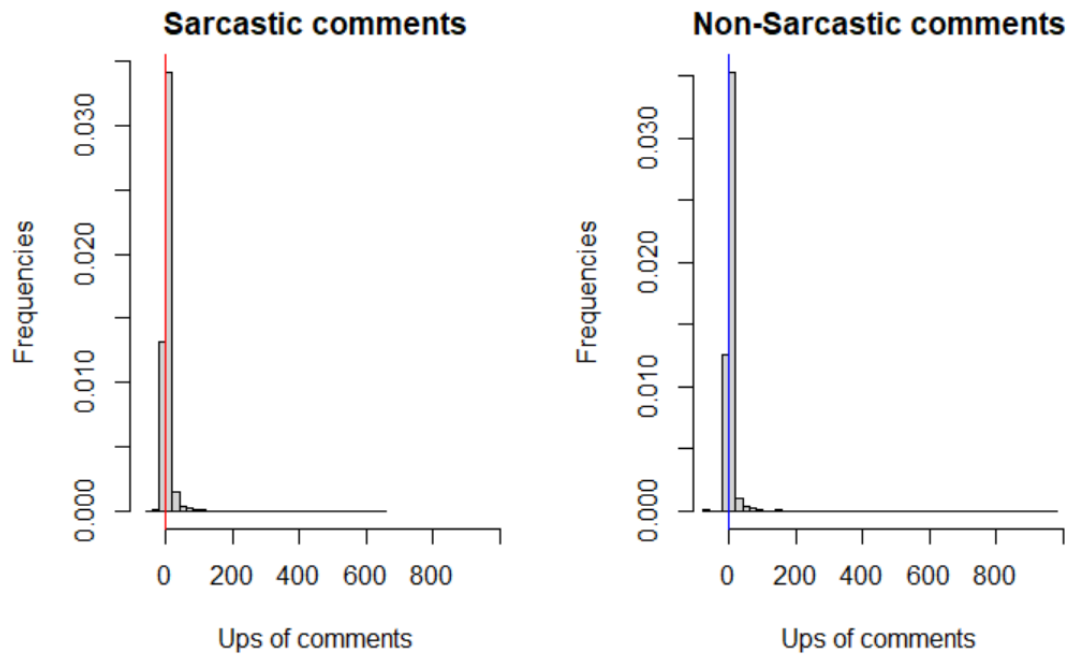 Sarcastic comments
Frequencies
0.000
0.010
0.020
0.030
0 200 400 600 800
Ups of comments
Non-Sarcastic comments
Frequencies
0.000
0.010
0.020
0.030
0 200 400 600 800
Ups of comments